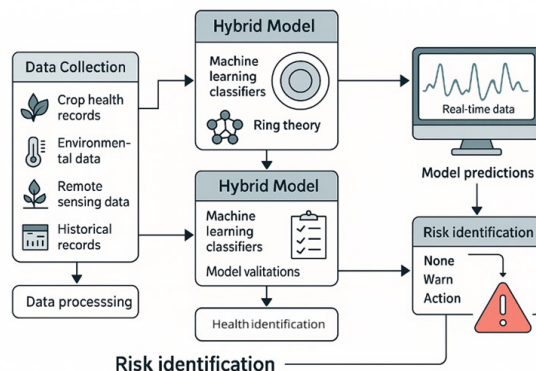 Data Collection
Crop health
records
Environmen-
tal data
Remote
sensing data
Historical
records
Data processsing
Hybrid Model
Machine
learning
classifiers
Ring theory
Hybrid Model
Machine
learning
classifiers
Model valitations
Health identification
Real-time data
Model predictions
Risk identification
None
Warn
Action
Risk identification